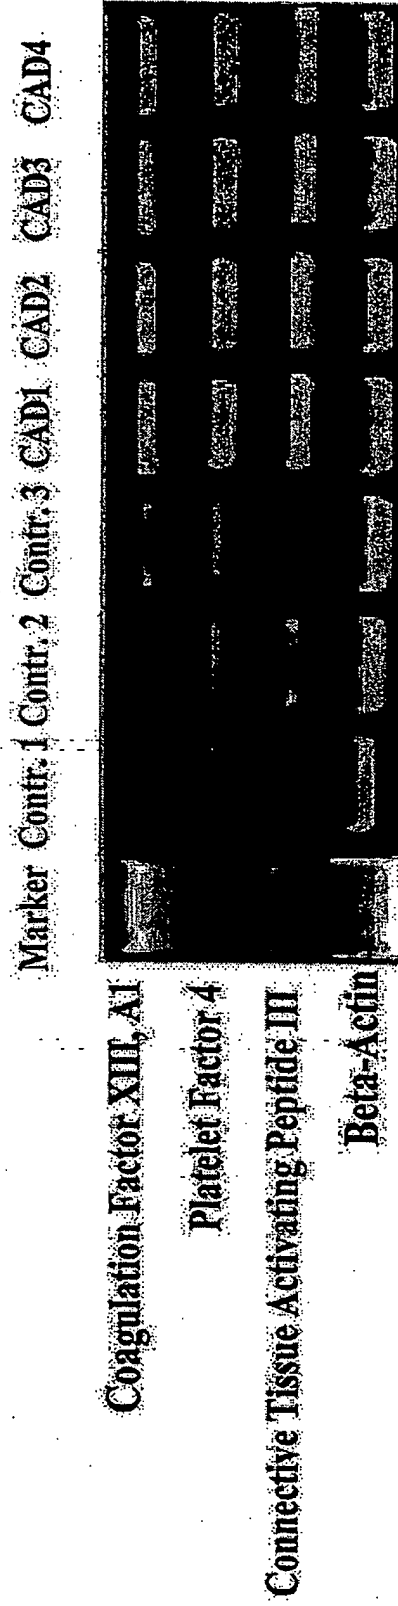 Marker Contr. 1 Contr. 2 Contr. 3 CAD1 CAD2 CAD3 CAD4
Coagulation Factor XIII, A1
Platelet Factor 4
Connective Tissue Activating Peptide III
Beta-Actin